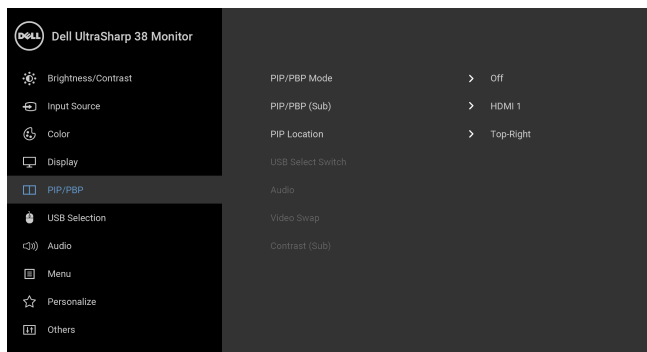 DELL Dell UltraSharp 38 Monitor
Brightness/Contrast
Input Source
Color
Display
PIP/PBP
USB Selection
Audio
Menu
Personalize
Others
PIP/PBP Mode > Off
PIP/PBP (Sub) > HDMI 1
PIP Location > Top-Right
USB Select Switch
Audio
Video Swap
Contrast (Sub)